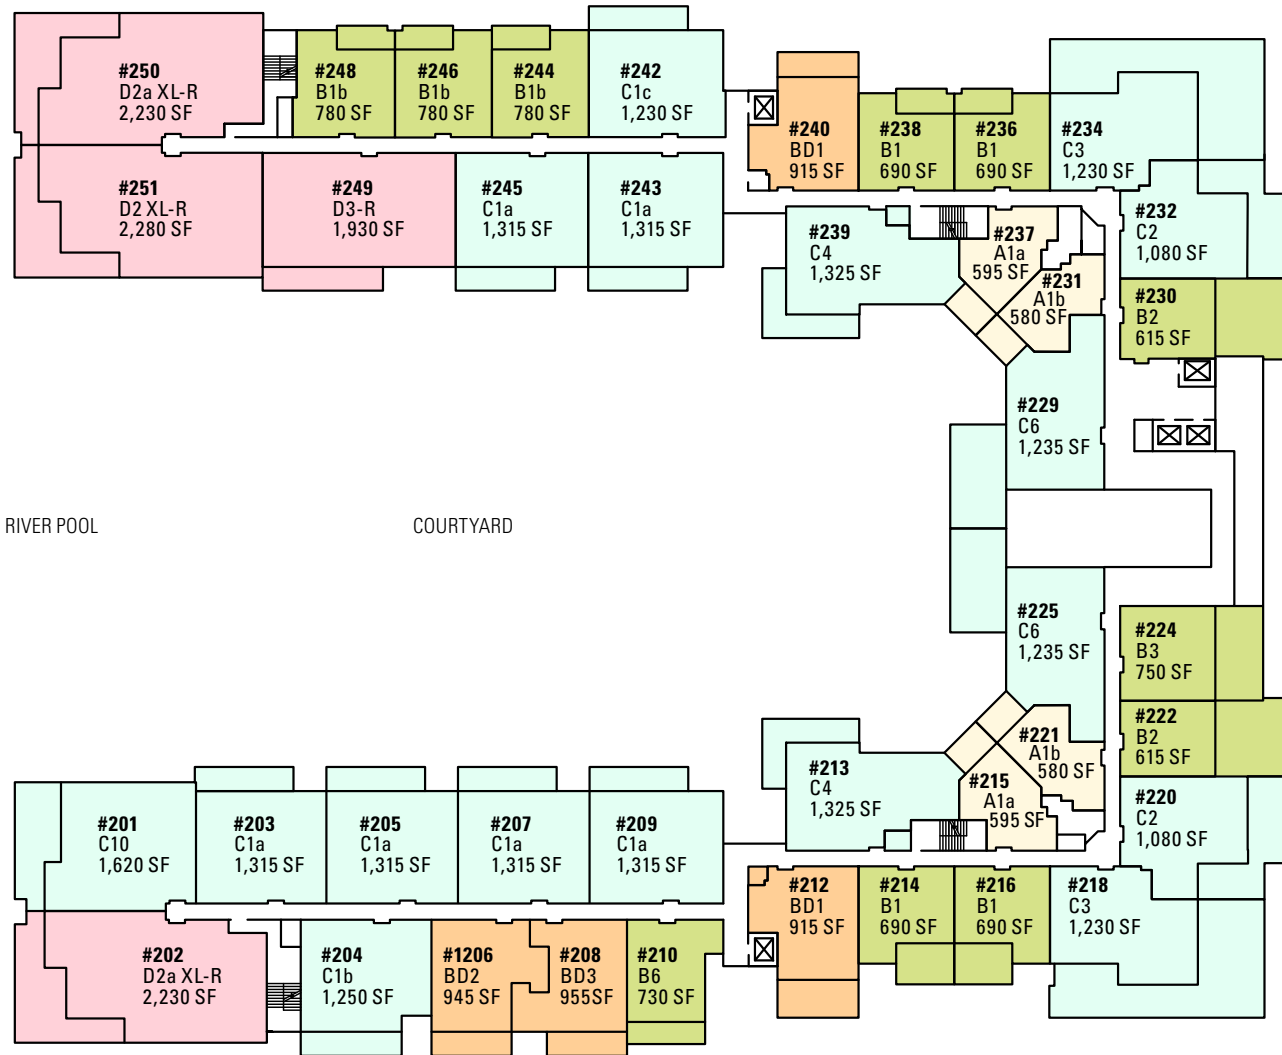 #250
D2a XL-R
2,230 SF
#248
B1b
780 SF
#246
B1b
780 SF
#244
B1b
780 SF
#242
C1c
1,230 SF
#240
BD1
915 SF
#238
B1
690 SF
#236
B1
690 SF
#234
C3
1,230 SF
#251
D2 XL-R
2,280 SF
#249
D3-R
1,930 SF
#245
C1a
1,315 SF
#243
C1a
1,315 SF
#239
C4
1,325 SF
#237
A1a
595 SF
#231
A1b
580 SF
#232
C2
1,080 SF
#230
B2
615 SF
#229
C6
1,235 SF
RIVER POOL
COURTYARD
#225
C6
1,235 SF
#224
B3
750 SF
#222
B2
615 SF
#221
A1b
580 SF
#213
C4
1,325 SF
#215
A1a
595 SF
#220
C2
1,080 SF
#201
C10
1,620 SF
#203
C1a
1,315 SF
#205
C1a
1,315 SF
#207
C1a
1,315 SF
#209
C1a
1,315 SF
#212
BD1
915 SF
#214
B1
690 SF
#216
B1
690 SF
#218
C3
1,230 SF
#202
D2a XL-R
2,230 SF
#204
C1b
1,250 SF
#1206
BD2
945 SF
#208
BD3
955SF
#210
B6
730 SF